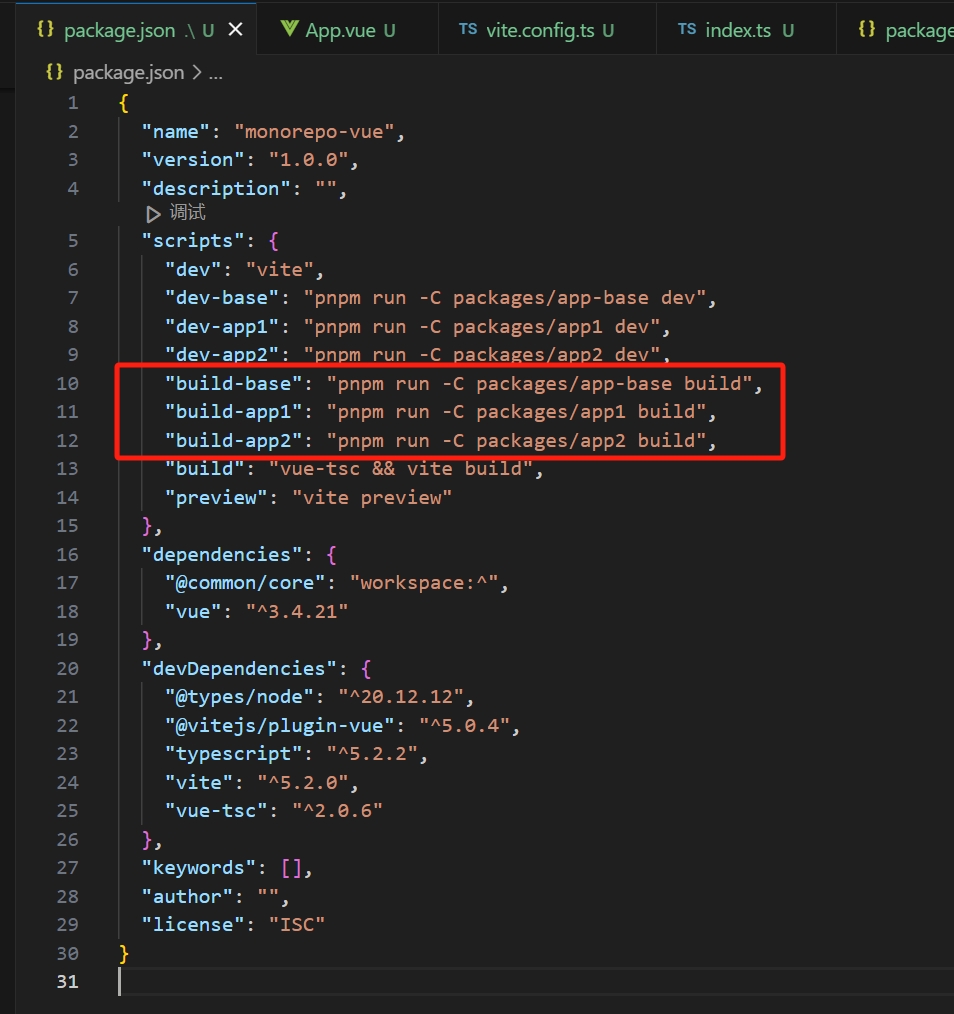 {} package.json .\ U × App.vue U TS vite.config.ts U TS index.ts U {} package
{} package.json > ...
1 {
2 "name": "monorepo-vue",
3 "version": "1.0.0",
4 "description": "",
调试
5 "scripts": {
6 "dev": "vite",
7 "dev-base": "pnpm run -C packages/app-base dev",
8 "dev-app1": "pnpm run -C packages/app1 dev",
9 "dev-app2": "pnpm run -C packages/app2 dev",
10 "build-base": "pnpm run -C packages/app-base build",
11 "build-app1": "pnpm run -C packages/app1 build",
12 "build-app2": "pnpm run -C packages/app2 build",
13 "build": "vue-tsc && vite build",
14 "preview": "vite preview"
15 },
16 "dependencies": {
17 "@common/core": "workspace:^",
18 "vue": "^3.4.21"
19 },
20 "devDependencies": {
21 "@types/node": "^20.12.12",
22 "@vitejs/plugin-vue": "^5.0.4",
23 "typescript": "^5.2.2",
24 "vite": "^5.2.0",
25 "vue-tsc": "^2.0.6"
26 },
27 "keywords": [],
28 "author": "",
29 "license": "ISC"
30 }
31